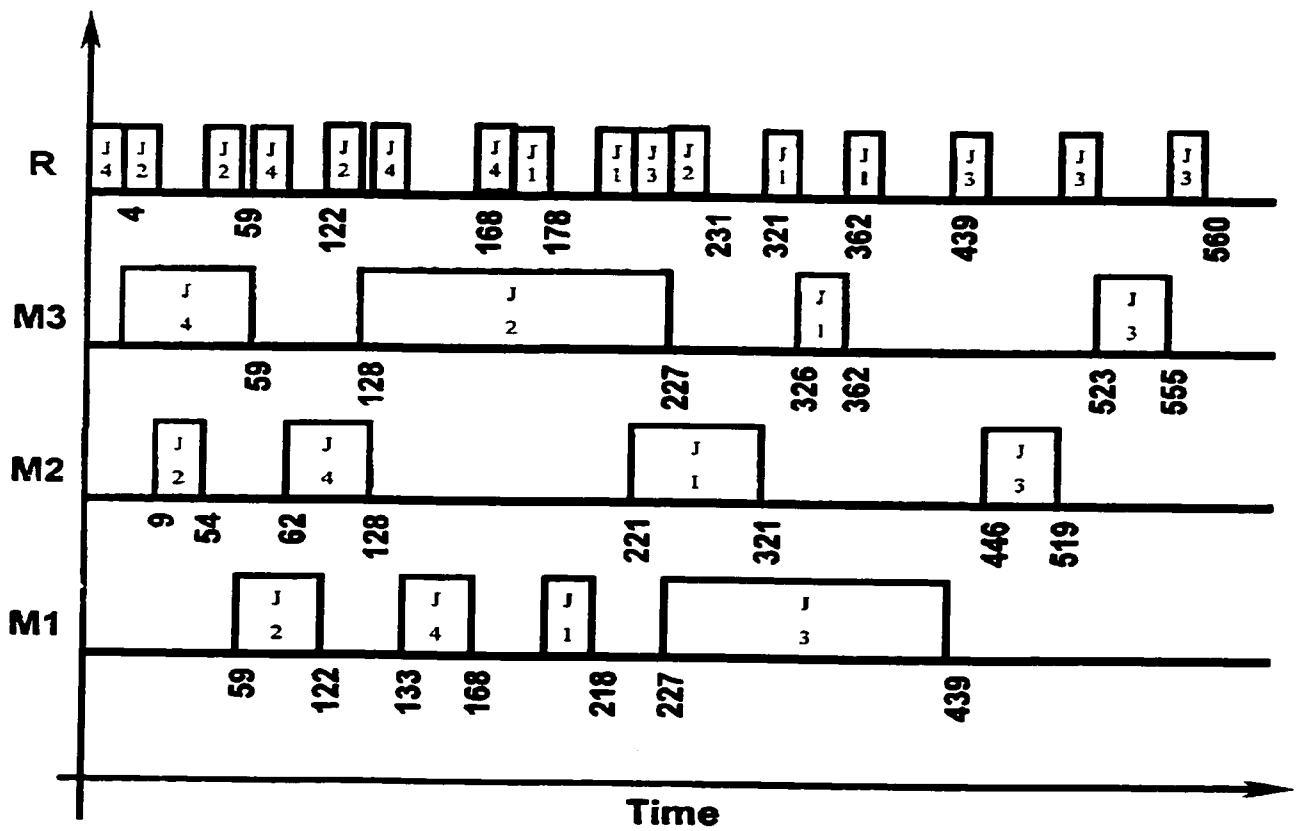 J J J J J J J J J J J J J J J J
R 4 2 2 4 2 4 4 1 1 3 2 1 1 3 3 3
4 59 122 168 178 231 321 362 439 560
J J J J
M3 4 2 1 3
59 128 227 326 362 523 555
J J J J
M2 2 4 1 3
9 54 62 128 221 321 446 519
J J J J
M1 2 4 1 3
59 122 133 168 218 227 439
Time